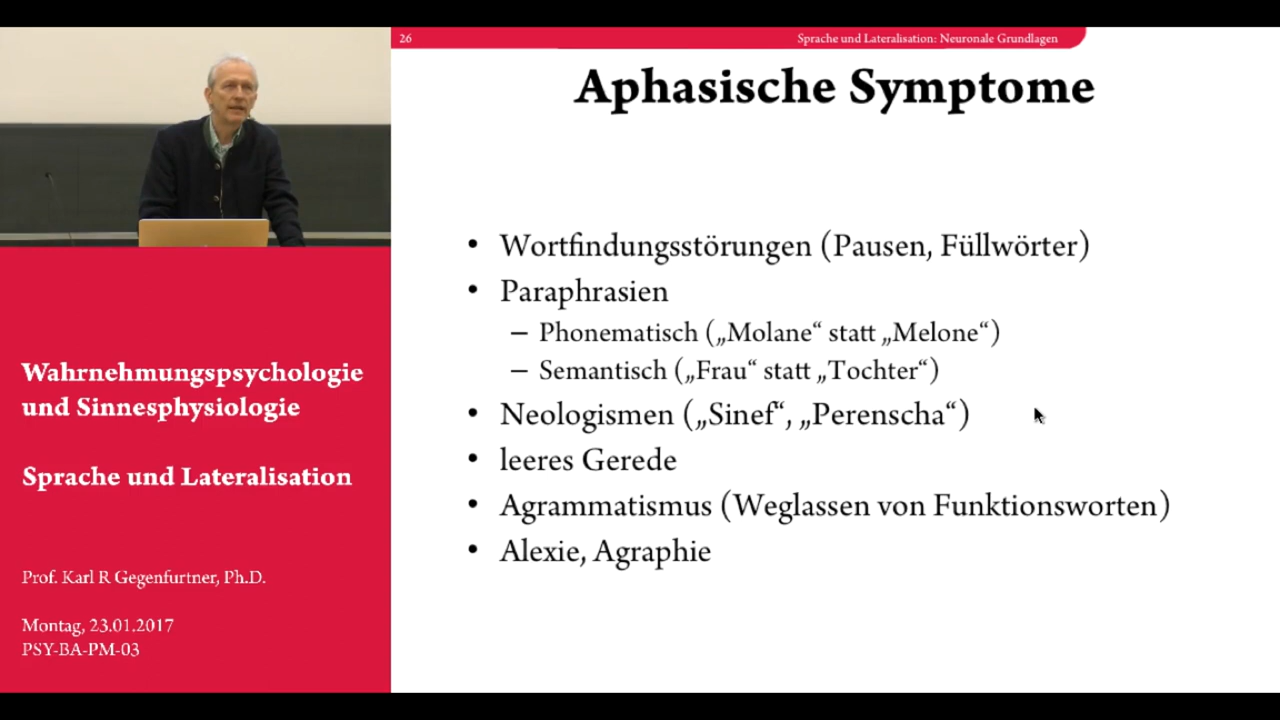 26
Sprache und Lateralisation: Neuronale Grundlagen
Aphasische Symptome
• Wortfindungsstörungen (Pausen, Füllwörter)
• Paraphrasien
– Phonematisch („Molane“ statt „Melone“)
– Semantisch („Frau“ statt „Tochter“)
• Neologismen („Sinef“, „Perenscha“)
• leeres Gerede
• Agrammatismus (Weglassen von Funktionsworten)
• Alexie, Agraphie
Wahrnehmungspsychologie
und Sinnesphysiologie
Sprache und Lateralisation
Prof. Karl R Gegenfurtner, Ph.D.
Montag, 23.01.2017
PSY-BA-PM-03